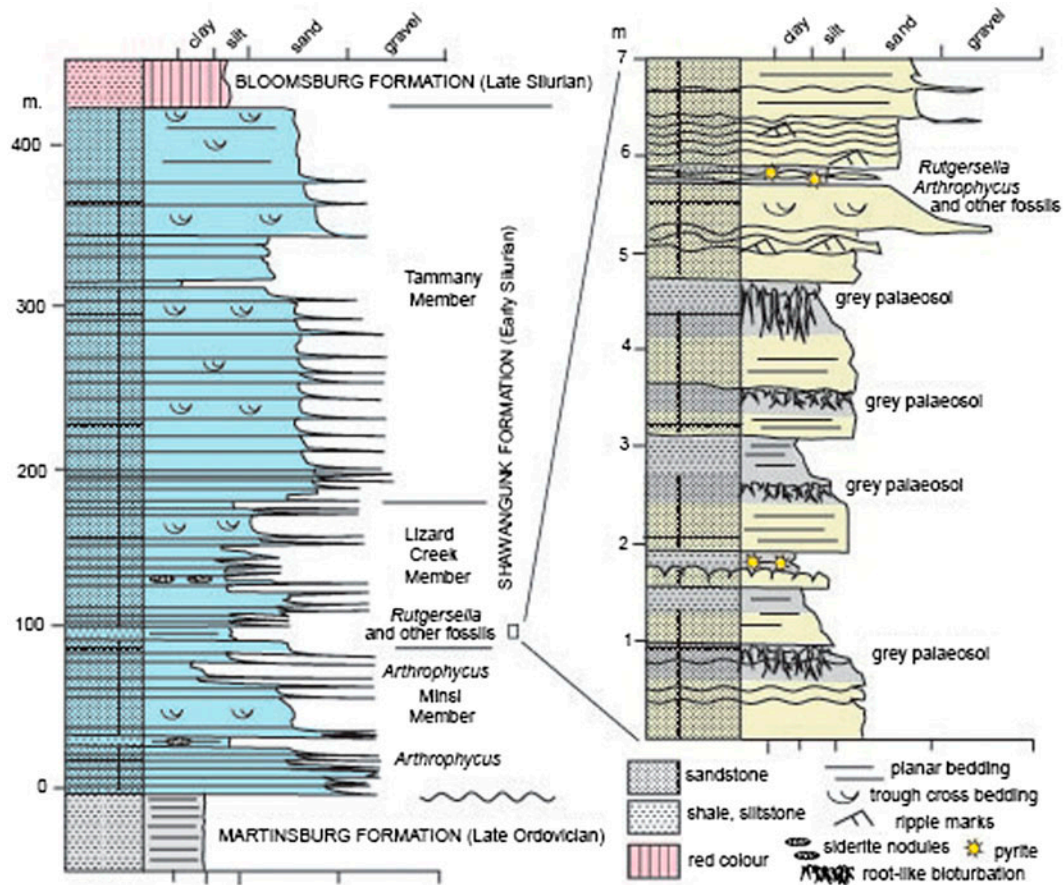 clay
silt
sand
gravel
m.
BLOOMSBURG FORMATION (Late Silurian)
400
300
200
100
0
Tammany
Member
SHAWANGUNK FORMATION (Early Silurian)
Lizard
Creek
Member
Rutgersella
and other fossils
Arthrophycus
Minsi
Member
Arthrophycus
MARTINSBURG FORMATION (Late Ordovician)
clay
silt
sand
gravel
m
7
6
5
4
3
2
1
Rutgersella
Arthrophycus
and other fossils
grey palaeosol
grey palaeosol
grey palaeosol
grey palaeosol
sandstone
shale, siltstone
red colour
planar bedding
trough cross bedding
ripple marks
siderite nodules
pyrite
root-like bioturbation